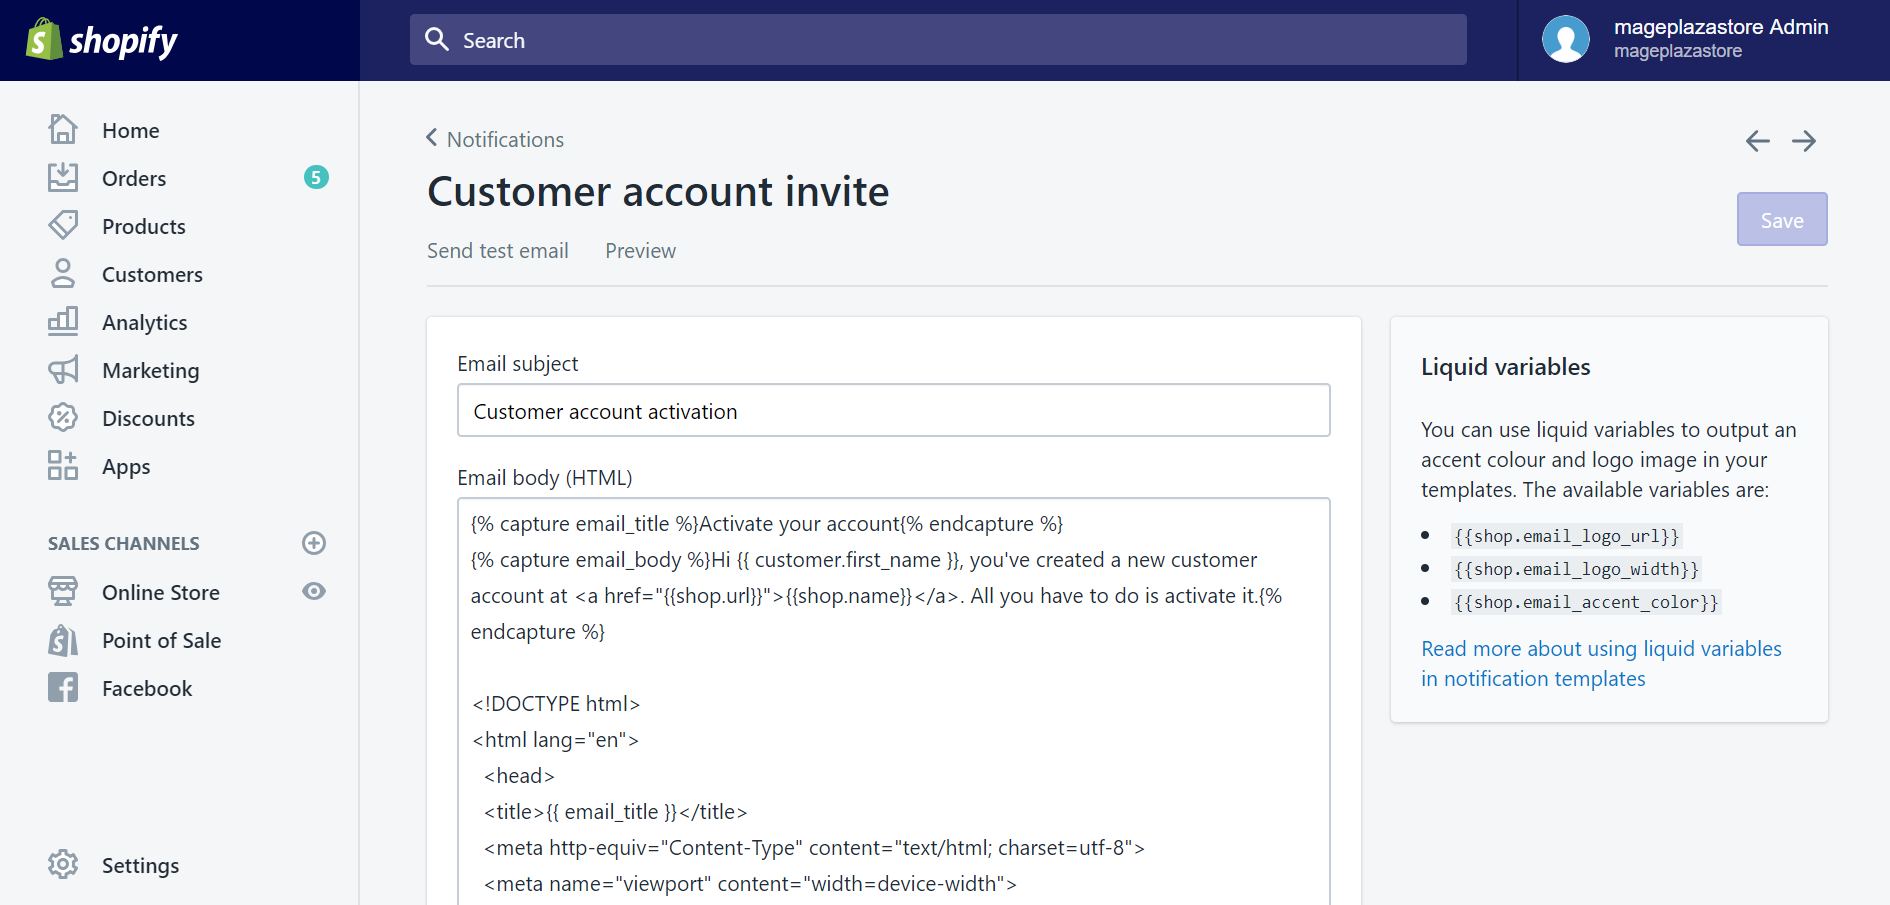 shopify
Search
mageplazastore Admin
mageplazastore
Home
Orders
5
Products
Customers
Analytics
Marketing
Discounts
Apps
SALES CHANNELS
Online Store
Point of Sale
Facebook
Settings
Notifications
Customer account invite
Send test email
Preview
Save
Email subject
Customer account activation
Email body (HTML)
{% capture email_title %}Activate your account{% endcapture %}
{% capture email_body %}Hi {{ customer.first_name }}, you've created a new customer
account at <a href="{{shop.url}}">{{shop.name}}</a>. All you have to do is activate it.{%
endcapture %}
<!DOCTYPE html>
<html lang="en">
<head>
<title>{{ email_title }}</title>
<meta http-equiv="Content-Type" content="text/html; charset=utf-8">
<meta name="viewport" content="width=device-width">
Liquid variables
You can use liquid variables to output an
accent colour and logo image in your
templates. The available variables are:
{{shop.email_logo_url}}
{{shop.email_logo_width}}
{{shop.email_accent_color}}
Read more about using liquid variables
in notification templates